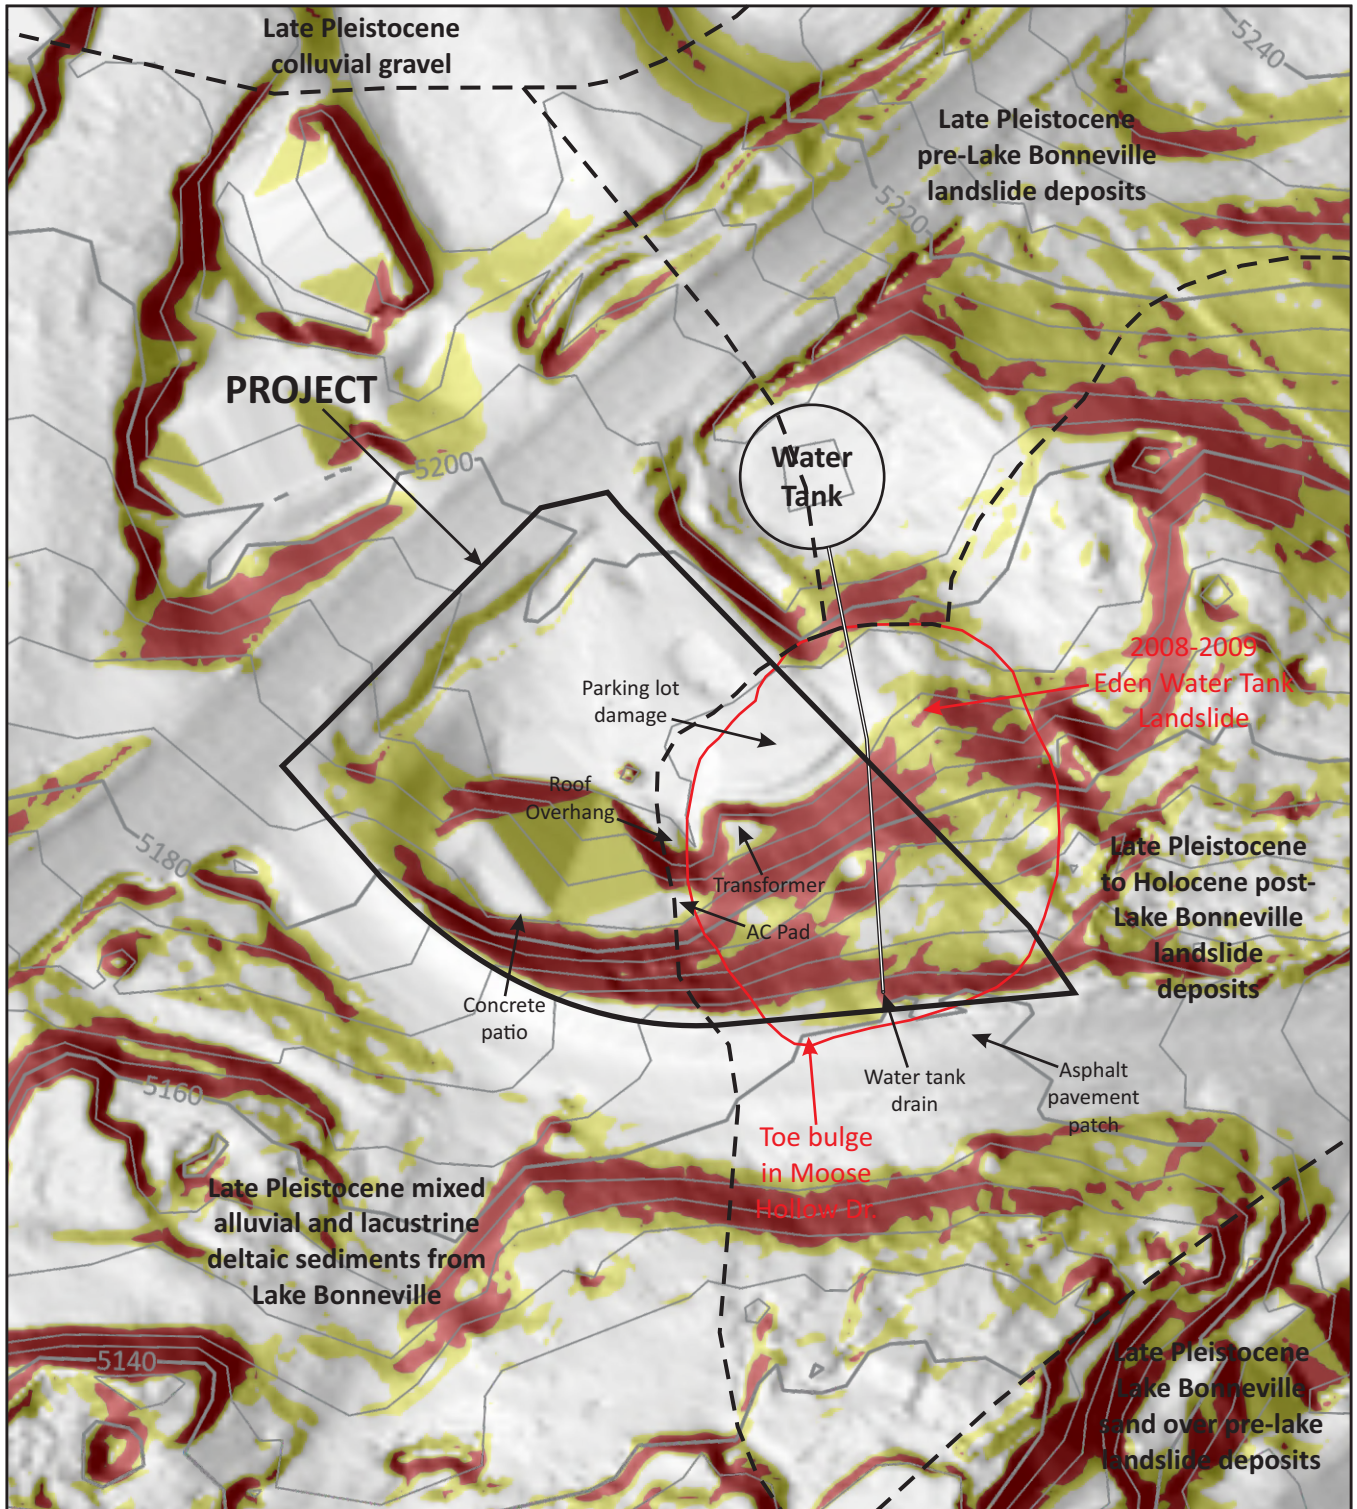 Late Pleistocene
colluvial gravel
5240
Late Pleistocene
pre-Lake Bonneville
landslide deposits
5220
PROJECT
5200
Water
Tank
2008-2009
Eden Water Tank
Landslide
Parking lot
damage
Roof
Overhang
Transformer
AC Pad
5180
Late Pleistocene
to Holocene post-
Lake Bonneville
landslide
deposits
Concrete
patio
Water tank
drain
Asphalt
pavement
patch
5160
Toe bulge
in Moose
Hollow Dr.
Late Pleistocene mixed
alluvial and lacustrine
deltaic sediments from
Lake Bonneville
5140
Late Pleistocene
Lake Bonneville
sand over pre-lake
landslide deposits